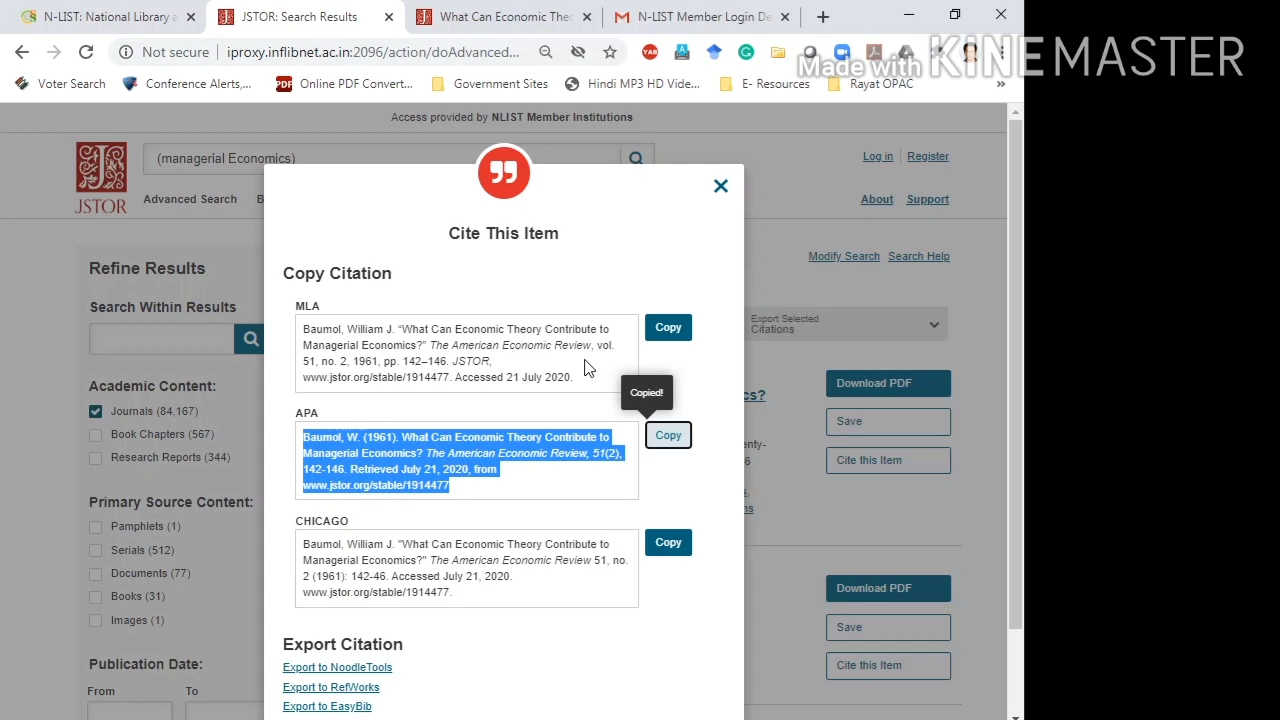 N-LIST: National Library a
JSTOR: Search Results
What Can Economic The
N-LIST Member Login De
Not secure
iproxy.inflibnet.ac.in:2096/action/doAdvanced...
YAB
Made with KINEMASTER
Voter Search
Conference Alerts,...
PDF
Online PDF Convert...
Government Sites
Hindi MP3 HD Vide...
E- Resources
Rayat OPAC
»
Access provided by NLIST Member Institutions
(managerial Economics)
Log in
Register
JSTOR
Advanced Search
B
About
Support
Cite This Item
Refine Results
Modify Search
Search Help
Copy Citation
Search Within Results
MLA
Export Selected
Citations
Baumol, William J. “What Can Economic Theory Contribute to
Managerial Economics?” The American Economic Review, vol.
51, no. 2, 1961, pp. 142–146. JSTOR,
www.jstor.org/stable/1914477. Accessed 21 July 2020.
Copy
Copied!
Academic Content:
Journals (84,167)
Book Chapters (567)
Research Reports (344)
cs?
Download PDF
Save
Cite this Item
APA
Baumol, W. (1961). What Can Economic Theory Contribute to
Managerial Economics? The American Economic Review, 51(2),
142-146. Retrieved July 21, 2020, from
www.jstor.org/stable/1914477
Copy
enty-
6
s.
ns
Primary Source Content:
Pamphlets (1)
Serials (512)
Documents (77)
Books (31)
Images (1)
CHICAGO
Baumol, William J. "What Can Economic Theory Contribute to
Managerial Economics?" The American Economic Review 51, no.
2 (1961): 142-46. Accessed July 21, 2020.
www.jstor.org/stable/1914477.
Copy
Download PDF
Save
Cite this Item
Export Citation
Export to NoodleTools
Export to RefWorks
Export to EasyBib
Publication Date:
From
To